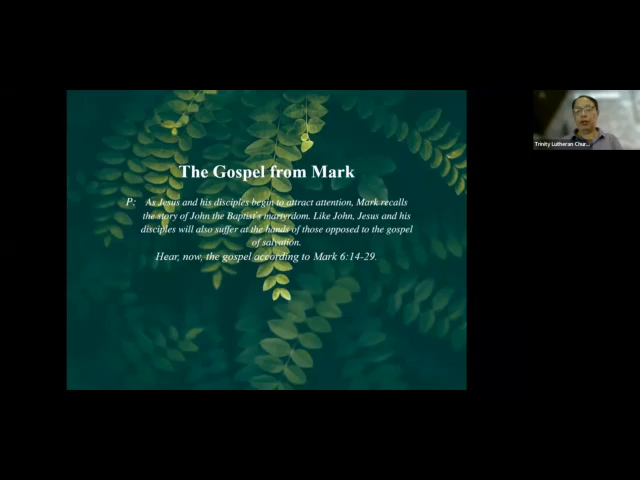 The Gospel from Mark
P: As Jesus and his disciples begin to attract attention, Mark recalls
the story of John the Baptist's martyrdom. Like John, Jesus and his
disciples will also suffer at the hands of those opposed to the gospel
of salvation.
Hear, now, the gospel according to Mark 6:14-29.
Trinity Lutheran Chur...